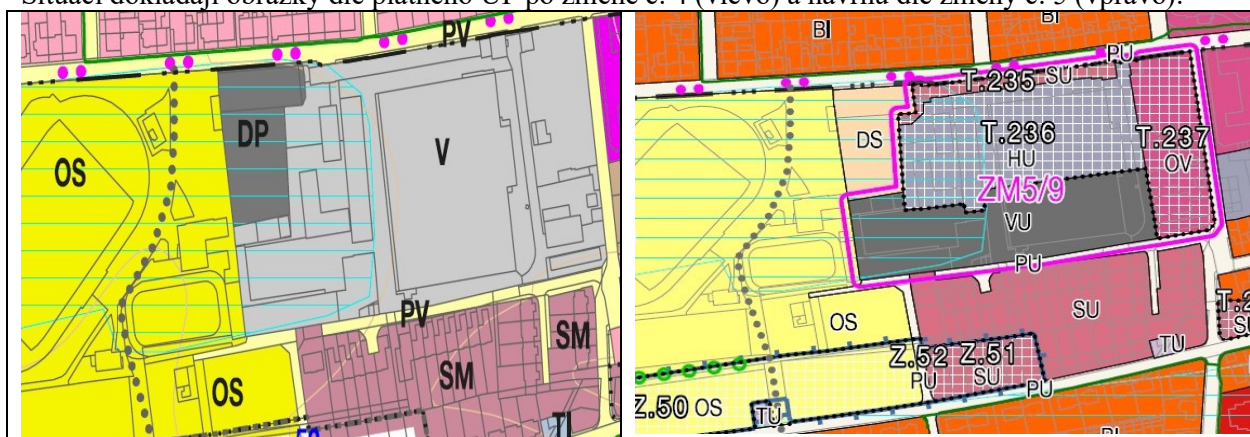 Situaci dokládají obrázky dle platného ÚP po změně č. 4 (vlevo) a návrhu dle změny č. 5 (vpravo):
PV
DP
V
OS
PV
SM
SM
OS
TI
BI
BI
PU
SU
T.235
DS
T.236
HU
T.237
OV
ZM5/9
VU
PU
SU
OS
Z.52
PU
Z.51
SU
TU
PU
Z.50 OS
TU